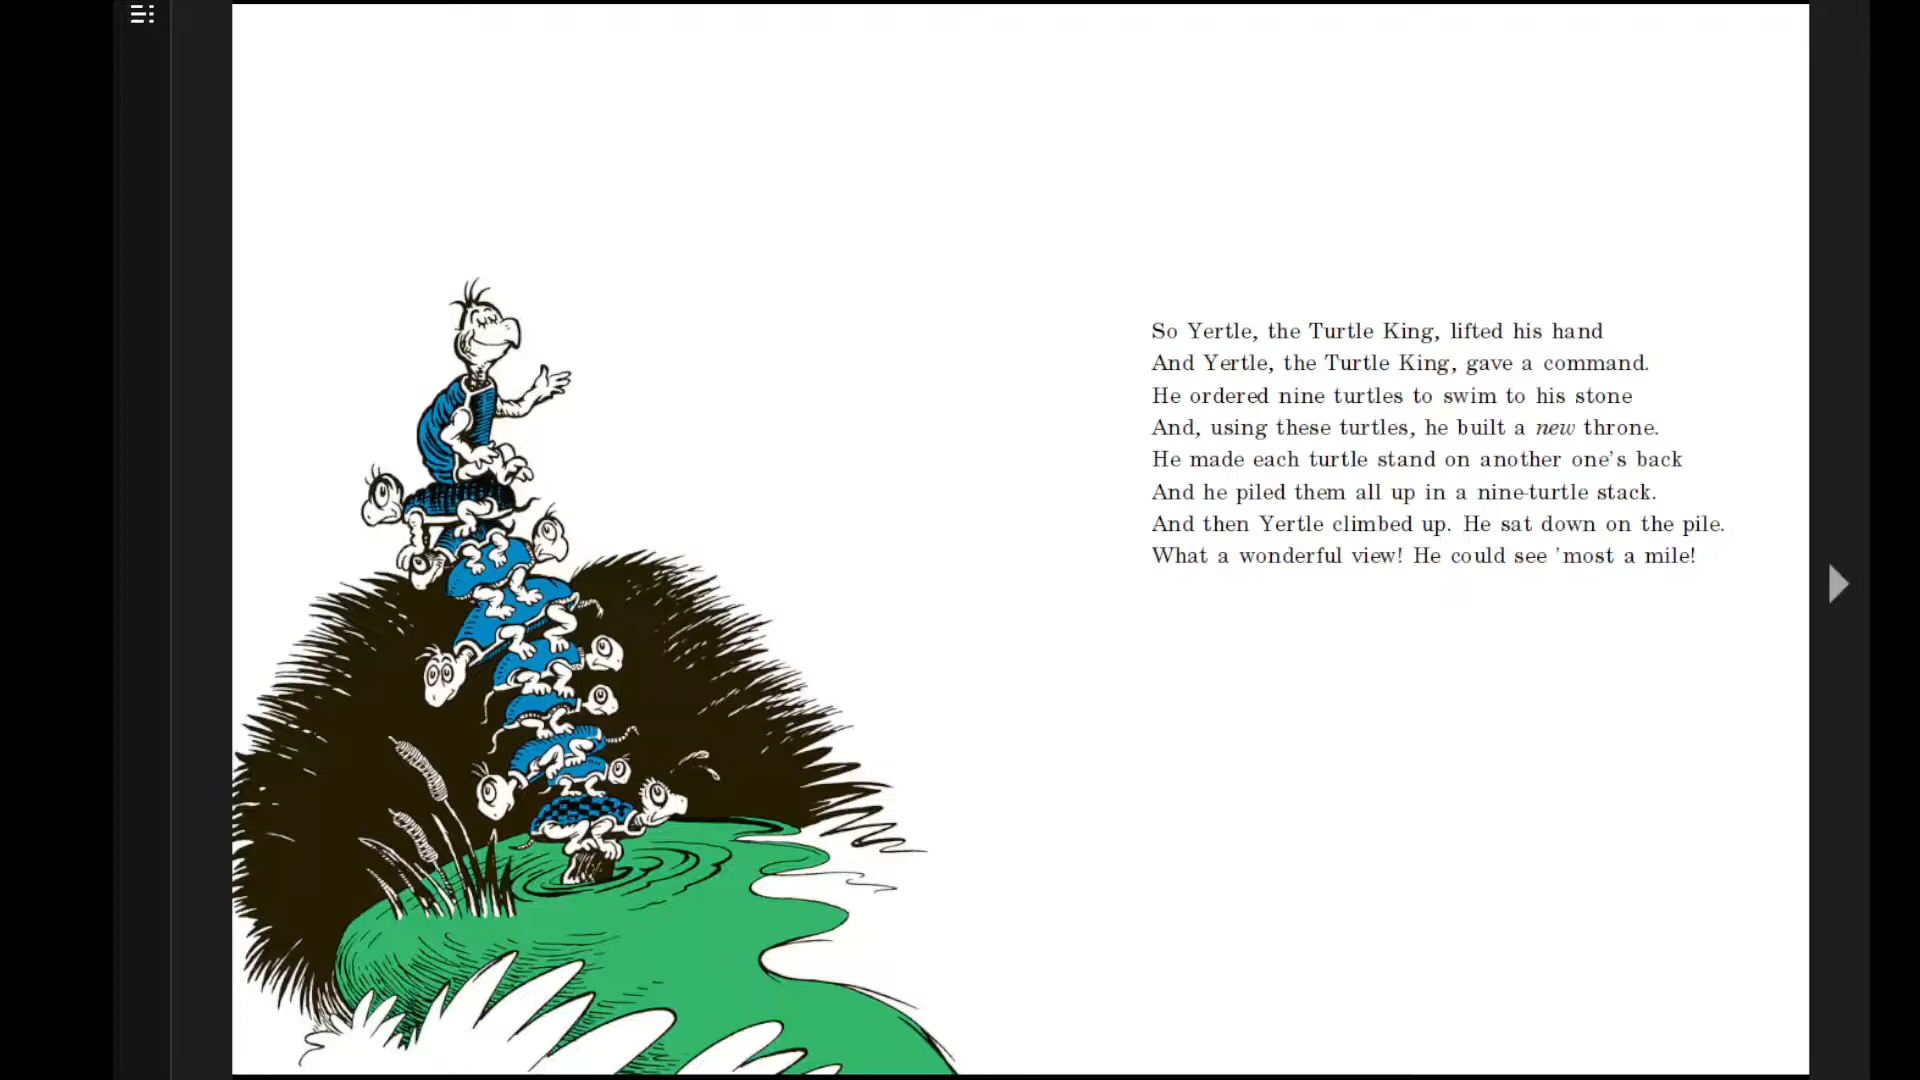 So Yertle, the Turtle King, lifted his hand
And Yertle, the Turtle King, gave a command.
He ordered nine turtles to swim to his stone
And, using these turtles, he built a new throne.
He made each turtle stand on another one’s back
And he piled them all up in a nine-turtle stack.
And then Yertle climbed up. He sat down on the pile.
What a wonderful view! He could see ’most a mile!